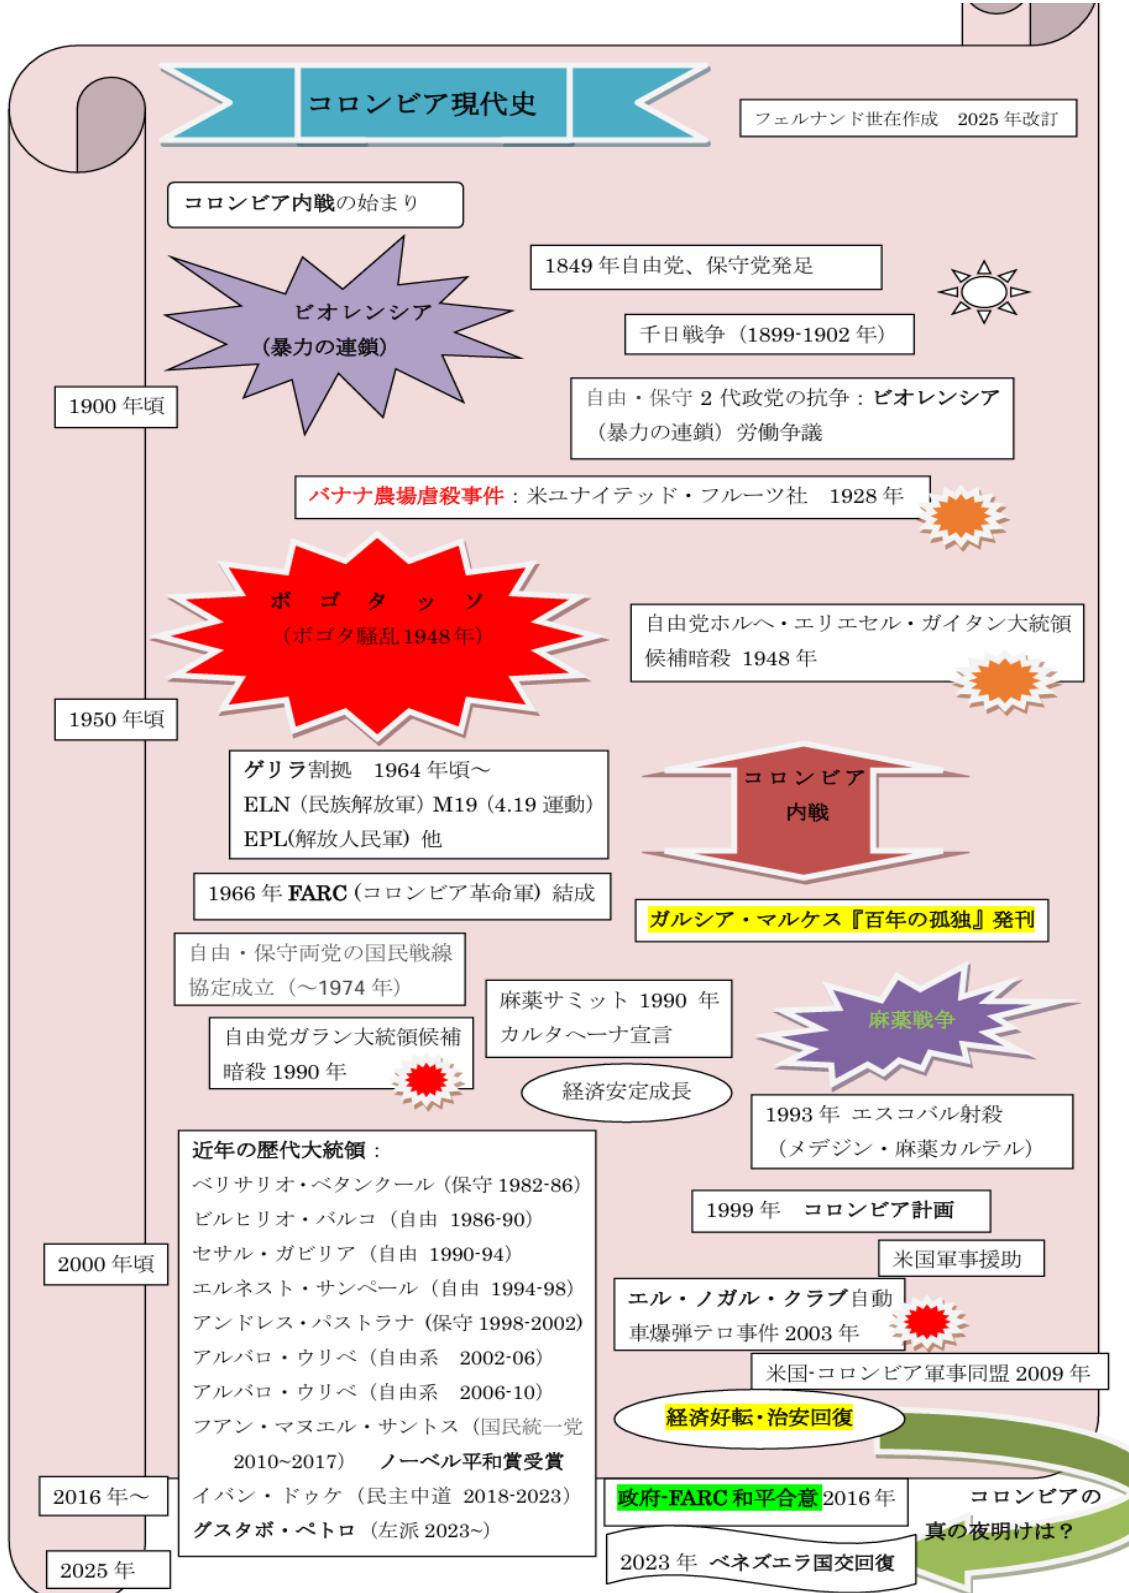 コロンビア現代史
フェルナンド世在作成　2025 年改訂
コロンビア内戦の始まり
1849 年自由党、保守党発足
ビオレンシア
（暴力の連鎖）
千日戦争（1899-1902 年）
1900 年頃
自由・保守 2 代政党の抗争：ビオレンシア
（暴力の連鎖）労働争議
バナナ農場虐殺事件：米ユナイテッド・フルーツ社　1928 年
ボゴタッソ
（ボゴタ騒乱 1948 年）
自由党ホルヘ・エリエセル・ガイタン大統領
候補暗殺 1948 年
1950 年頃
ゲリラ割拠　1964 年頃～
ELN（民族解放軍）M19（4.19 運動）
EPL(解放人民軍) 他
コロンビア
内戦
1966 年 FARC (コロンビア革命軍) 結成
ガルシア・マルケス『百年の孤独』発刊
自由・保守両党の国民戦線
協定成立（～1974 年）
麻薬サミット 1990 年
カルタヘーナ宣言
麻薬戦争
自由党ガラン大統領候補
暗殺 1990 年
経済安定成長
1993 年 エスコバル射殺
（メデジン・麻薬カルテル）
近年の歴代大統領：
ベリサリオ・ベタンクール（保守 1982-86）
ビルヒリオ・バルコ（自由 1986-90）
セサル・ガビリア（自由 1990-94）
エルネスト・サンペール（自由 1994-98）
アンドレス・パストラナ（保守 1998-2002）
アルバロ・ウリベ（自由系　2002-06）
アルバロ・ウリベ（自由系　2006-10）
フアン・マヌエル・サントス（国民統一党
2010~2017）　ノーベル平和賞受賞
イバン・ドゥケ（民主中道 2018-2023）
グスタボ・ペトロ（左派 2023~）
1999 年　コロンビア計画
2000 年頃
米国軍事援助
エル・ノガル・クラブ自動
車爆弾テロ事件 2003 年
米国-コロンビア軍事同盟 2009 年
経済好転・治安回復
2016 年～
政府-FARC 和平合意 2016 年
コロンビアの
真の夜明けは？
2023 年 ベネズエラ国交回復
2025 年